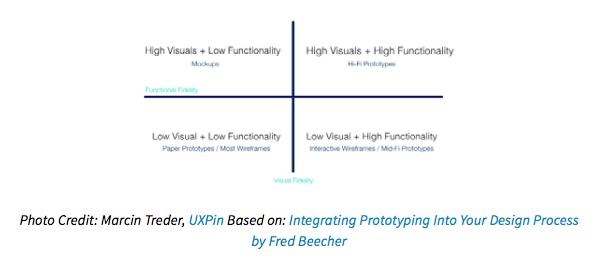 High Visuals + Low Functionality
Mockups
High Visuals + High Functionality
Hi-Fi Prototypes
Functional Fidelity
Low Visual + Low Functionality
Paper Prototypes / Most Wireframes
Low Visual + High Functionality
Interactive Wireframes / Mid-Fi Prototypes
Visual Fidelity
Photo Credit: Marcin Treder, UXPin Based on: Integrating Prototyping Into Your Design Process
by Fred Beecher